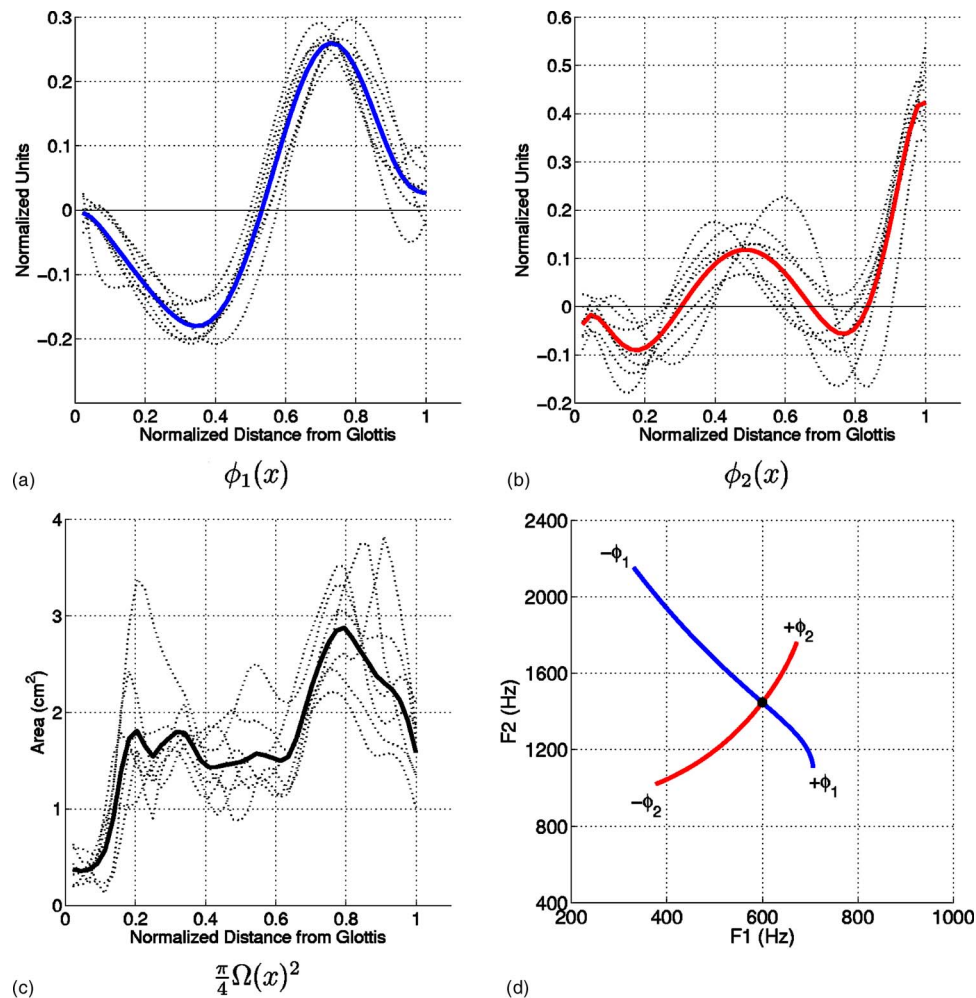 0.3
0.2
0.1
0
−0.1
−0.2
Normalized Units
0 0.2 0.4 0.6 0.8 1
Normalized Distance from Glottis
(a) ϕ₁(x)
0.6
0.5
0.4
0.3
0.2
0.1
0
−0.1
−0.2
Normalized Units
0 0.2 0.4 0.6 0.8 1
Normalized Distance from Glottis
(b) ϕ₂(x)
4
3
2
1
0
Area (cm²)
0 0.2 0.4 0.6 0.8 1
Normalized Distance from Glottis
(c) π/4 Ω(x)²
2400
2000
1600
1200
800
400
F2 (Hz)
−ϕ₁
+ϕ₂
−ϕ₂
+ϕ₁
200 400 600 800 1000
F1 (Hz)
(d)